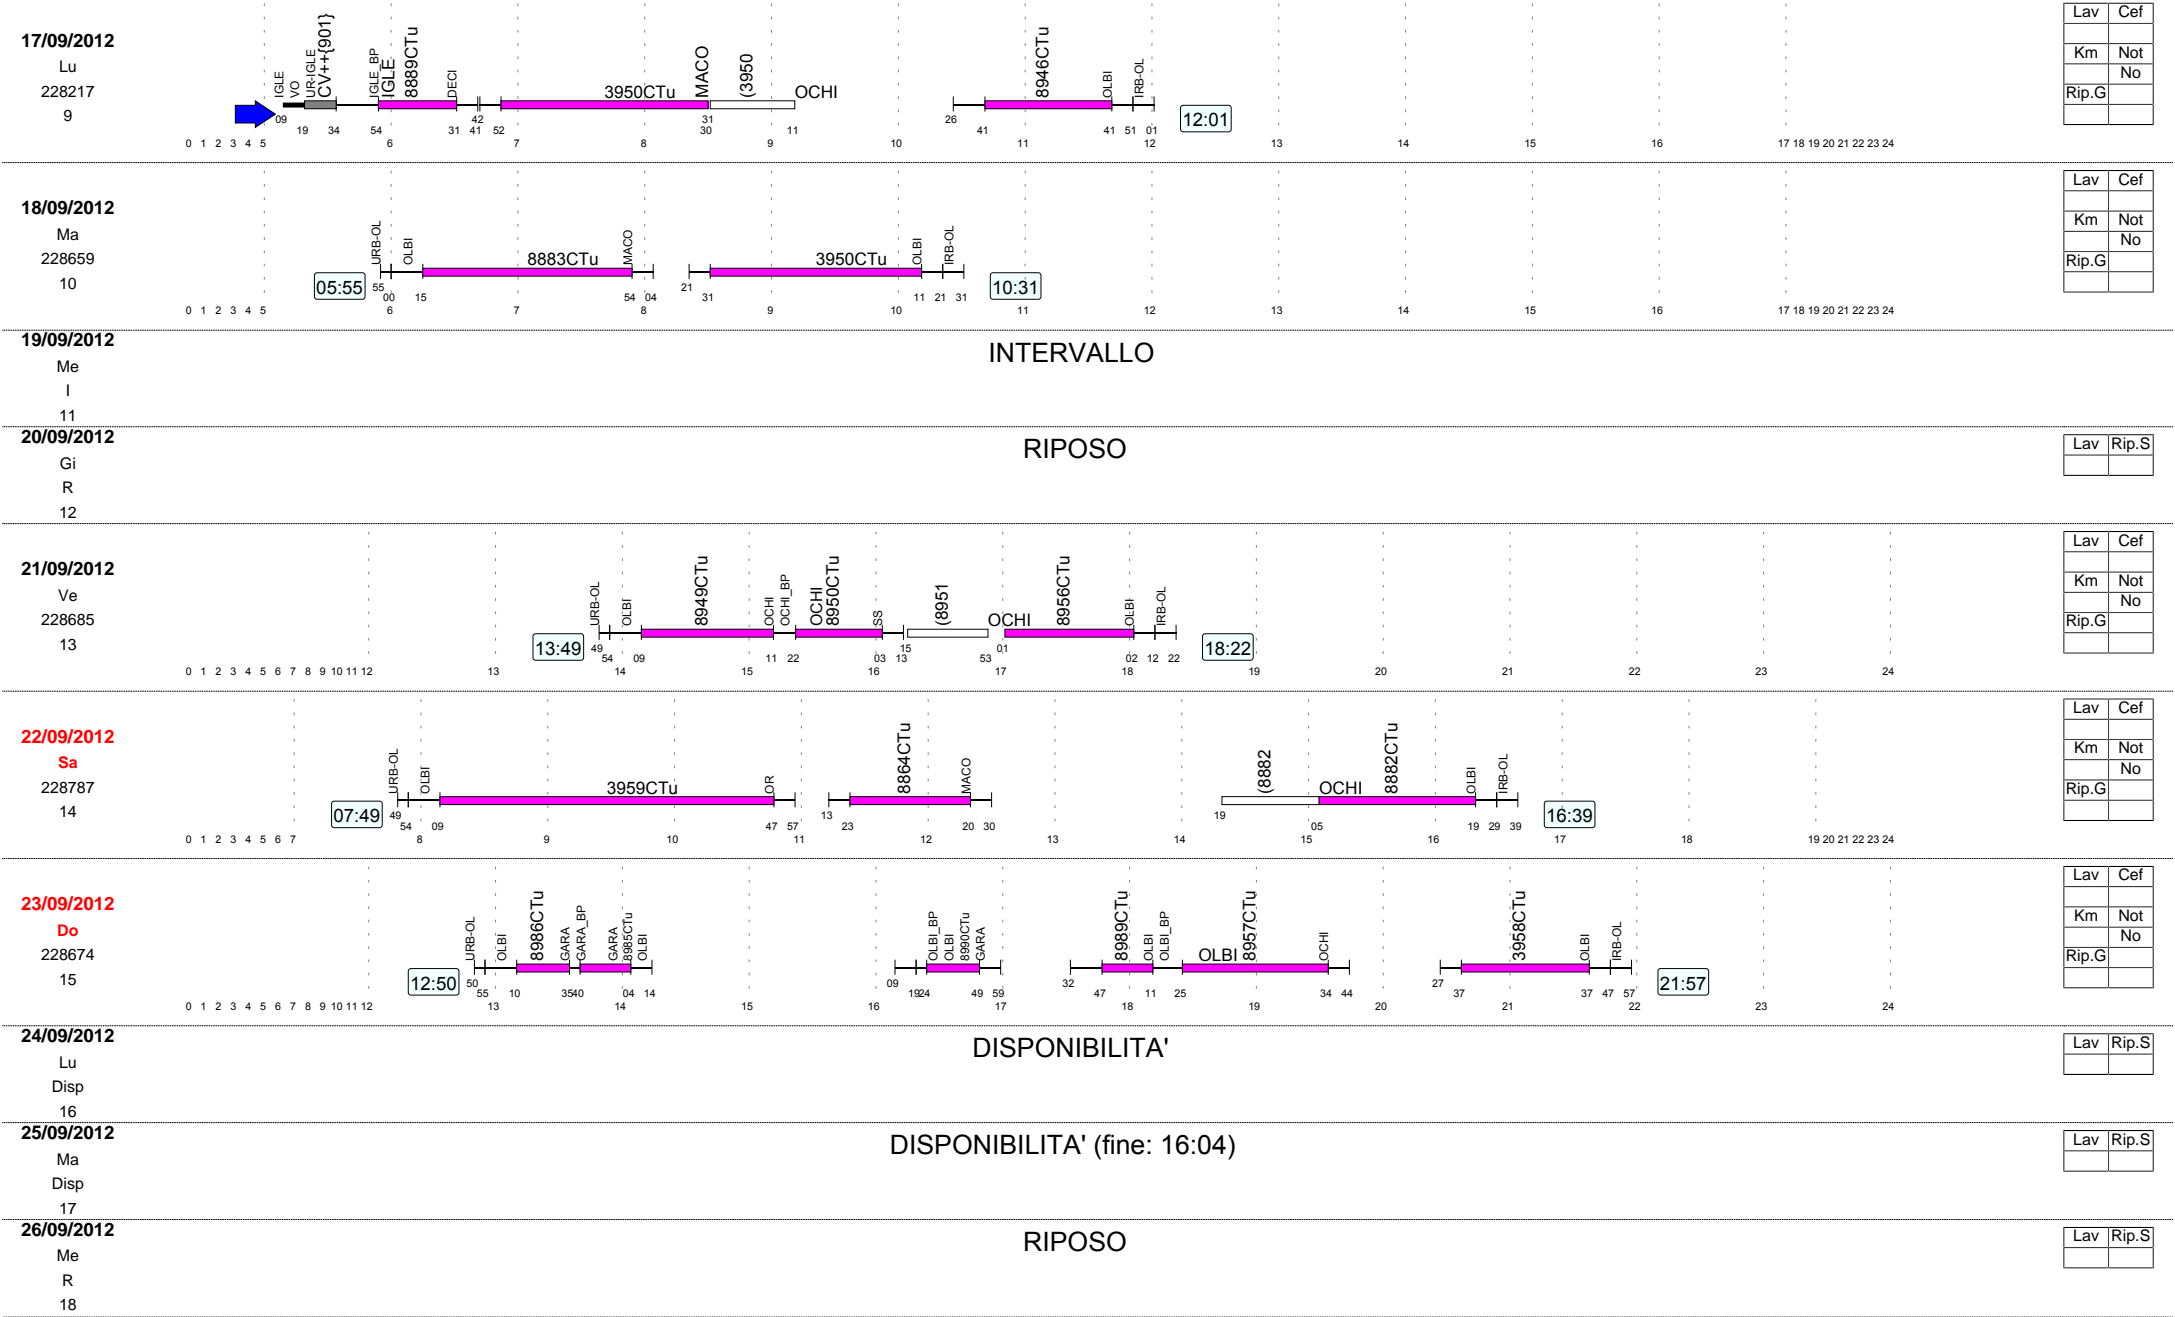 17/09/2012
Lu
228217
9
IGLE VO UR-IGLE CV++{901} IGLE_BP IGLE 8889CTu DECI 3950CTu MACO (3950 OCHI 8946CTu OLBI IRB-OL
09 19 34 54 31 42 41 52 31 30 11 26 41 41 51 01
12:01
0 1 2 3 4 5 6 7 8 9 10 11 12 13 14 15 16 17 18 19 20 21 22 23 24
Lav Cef
Km Not
No
Rip.G
18/09/2012
Ma
228659
10
URB-OL OLBI 8883CTu MACO 3950CTu OLBI IRB-OL
05:55
55 00 15 54 04 21 31 11 21 31
10:31
0 1 2 3 4 5 6 7 8 9 10 11 12 13 14 15 16 17 18 19 20 21 22 23 24
Lav Cef
Km Not
No
Rip.G
19/09/2012
Me
I
11
INTERVALLO
20/09/2012
Gi
R
12
RIPOSO
Lav Rip.S
21/09/2012
Ve
228685
13
URB-OL OLBI 8949CTu OCHI OCHI_BP OCHI 8950CTu SS (8951 OCHI 8956CTu OLBI IRB-OL
13:49
49 54 09 11 22 03 13 15 53 01 02 12 22
18:22
0 1 2 3 4 5 6 7 8 9 10 11 12 13 14 15 16 17 18 19 20 21 22 23 24
Lav Cef
Km Not
No
Rip.G
22/09/2012
Sa
228787
14
URB-OL OLBI 3959CTu OR 8864CTu MACO (8882 OCHI 8882CTu OLBI IRB-OL
07:49
49 54 09 47 57 13 23 20 30 19 05 19 29 39
16:39
0 1 2 3 4 5 6 7 8 9 10 11 12 13 14 15 16 17 18 19 20 21 22 23 24
Lav Cef
Km Not
No
Rip.G
23/09/2012
Do
228674
15
URB-OL OLBI 8986CTu GARA GARA_BP GARA 8985CTu OLBI OLBI_BP OLBI 8990CTu GARA 8989CTu OLBI OLBI_BP OLBI 8957CTu OCHI 3958CTu OLBI IRB-OL
12:50
50 55 10 35 40 04 14 09 19 24 49 59 32 47 11 25 34 44 27 37 37 47 57
21:57
0 1 2 3 4 5 6 7 8 9 10 11 12 13 14 15 16 17 18 19 20 21 22 23 24
Lav Cef
Km Not
No
Rip.G
24/09/2012
Lu
Disp
16
DISPONIBILITA'
Lav Rip.S
25/09/2012
Ma
Disp
17
DISPONIBILITA' (fine: 16:04)
Lav Rip.S
26/09/2012
Me
R
18
RIPOSO
Lav Rip.S